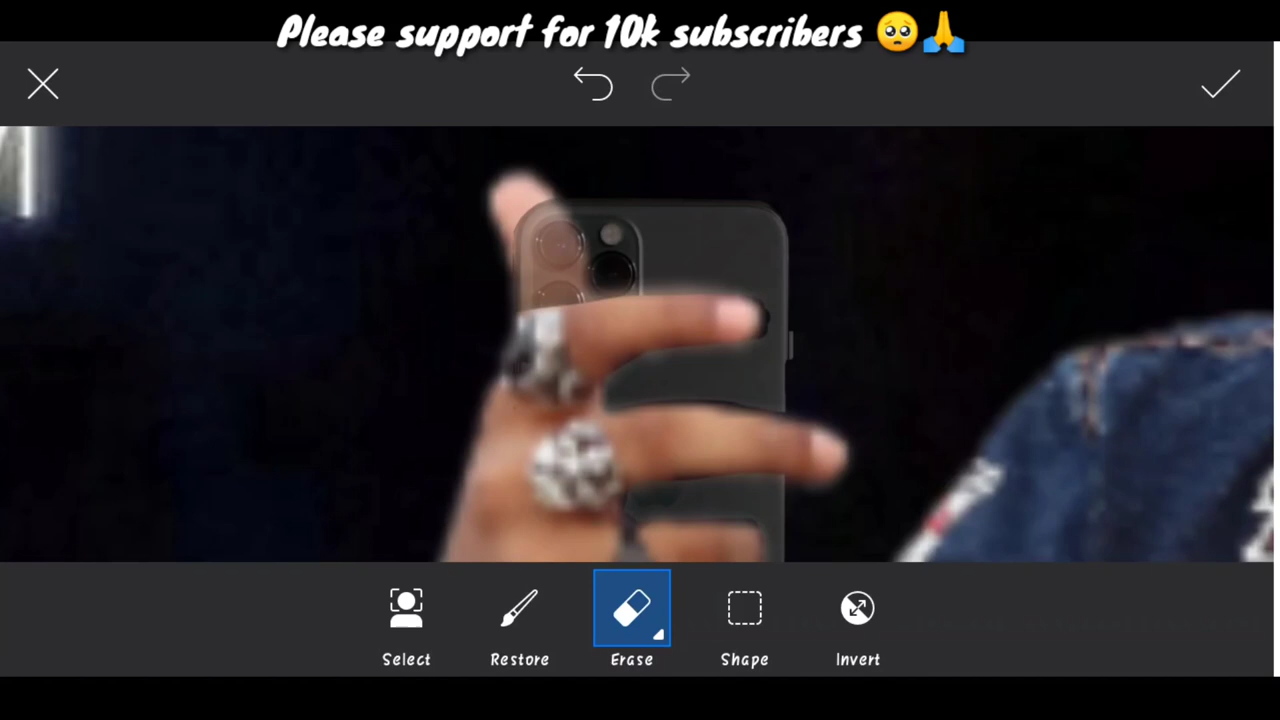 Please support for 10k subscribers 🥺🙏
Select
Restore
Erase
Shape
Invert